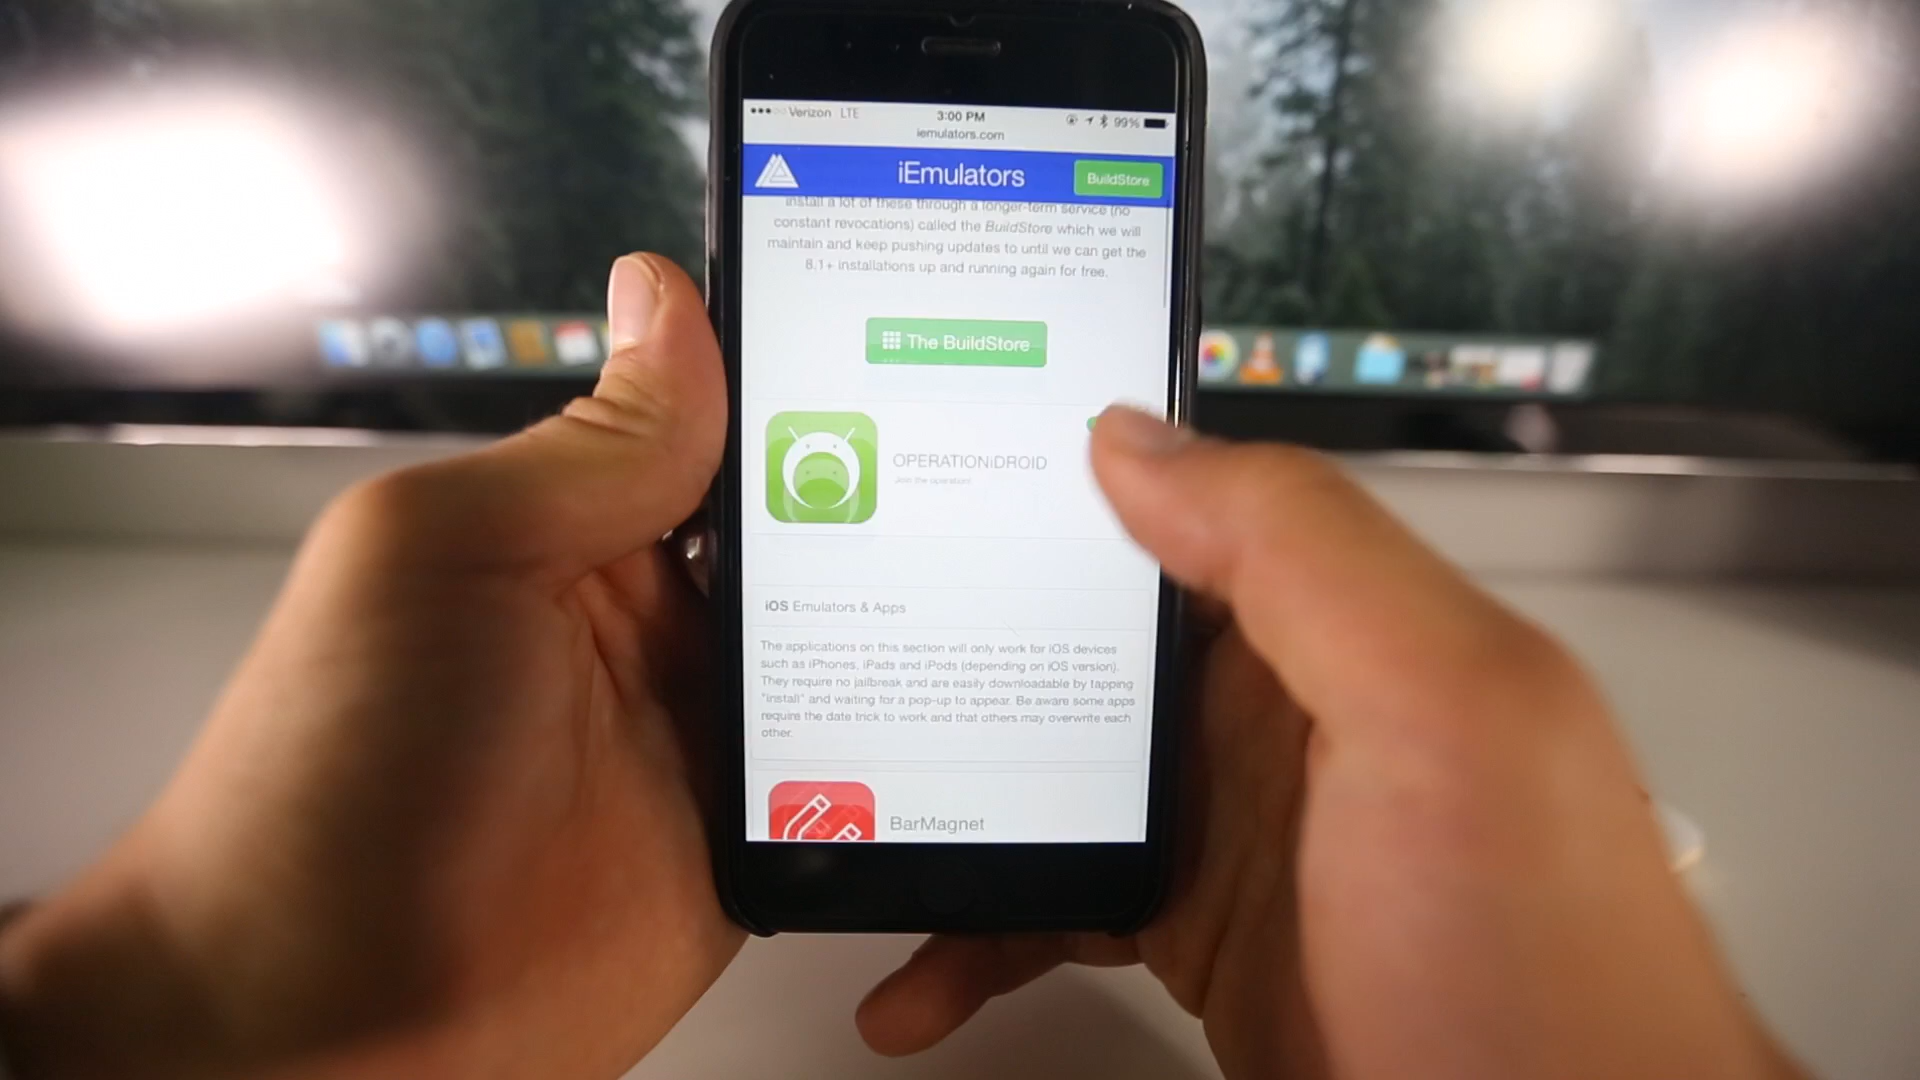 Verizon LTE 3:00 PM 99%
iemulators.com
iEmulators BuildStore
install a lot of these through a longer-term service (no
constant revocations) called the BuildStore which we will
maintain and keep pushing updates to until we can get the
8.1+ installations up and running again for free.
The BuildStore
OPERATIONiDROID
Join the operation!
iOS Emulators & Apps
The applications on this section will only work for iOS devices
such as iPhones, iPads and iPods (depending on iOS version).
They require no jailbreak and are easily downloadable by tapping
"install" and waiting for a pop-up to appear. Be aware some apps
require the date trick to work and that others may overwrite each
other.
BarMagnet